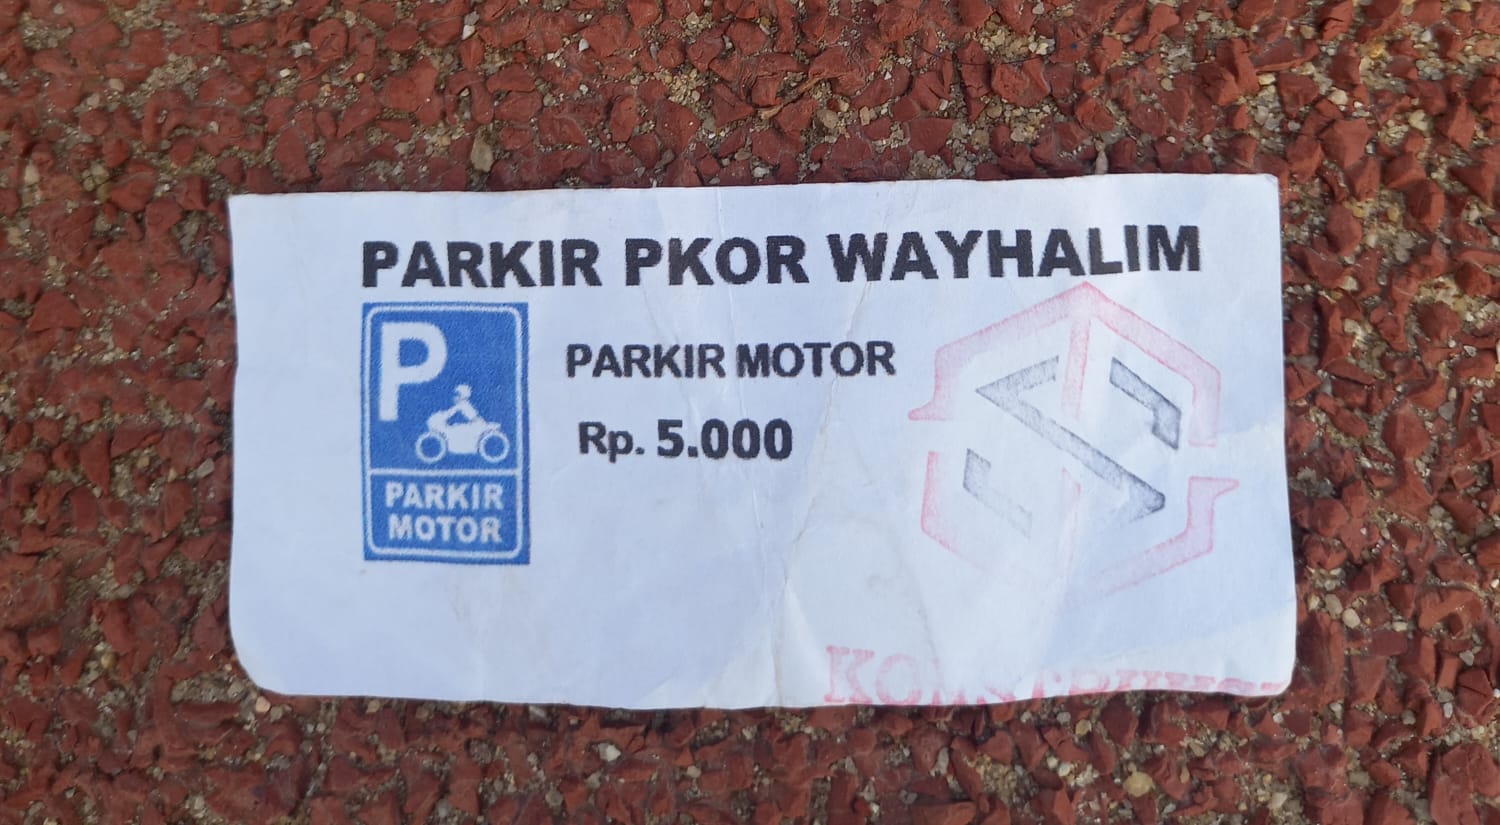 PARKIR PKOR WAYHALIM
P
PARKIR
MOTOR
PARKIR MOTOR
Rp. 5.000